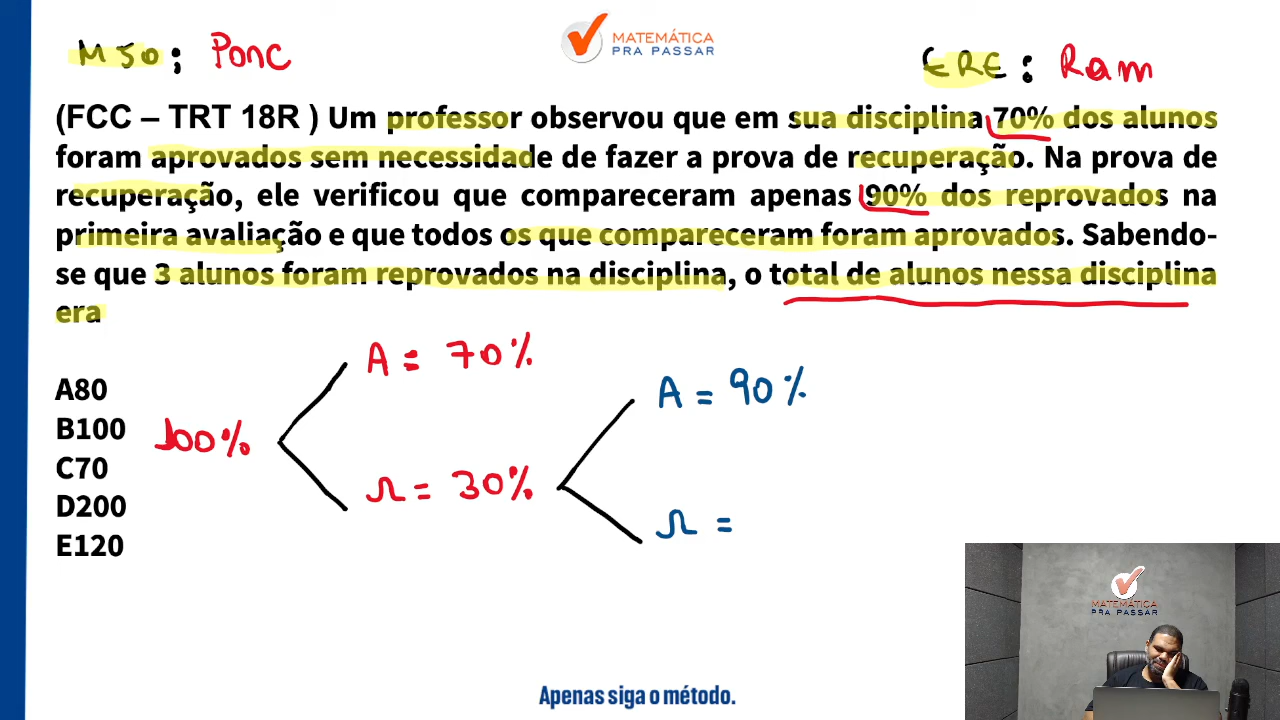 MATEMÁTICA
PRA PASSAR
MJO: Ponc
ERE: Ram
(FCC – TRT 18R ) Um professor observou que em sua disciplina 70% dos alunos
foram aprovados sem necessidade de fazer a prova de recuperação. Na prova de
recuperação, ele verificou que compareceram apenas 90% dos reprovados na
primeira avaliação e que todos os que compareceram foram aprovados. Sabendo-
se que 3 alunos foram reprovados na disciplina, o total de alunos nessa disciplina
era
A = 70%
A = 90%
A80
B100
100%
C70
R = 30%
D200
R =
E120
MATEMÁTICA
PRA PASSAR
Apenas siga o método.